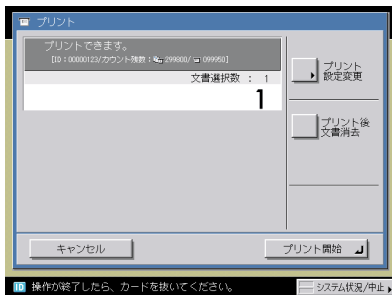 プリント
プリントできます。
[ID:00000123/カウント残数: 299800/ 099950]
文書選択数 : 1
1
プリント
設定変更
プリント後
文書消去
キャンセル
プリント開始
ID 操作が終了したら、カードを抜いてください。
システム状況/中止